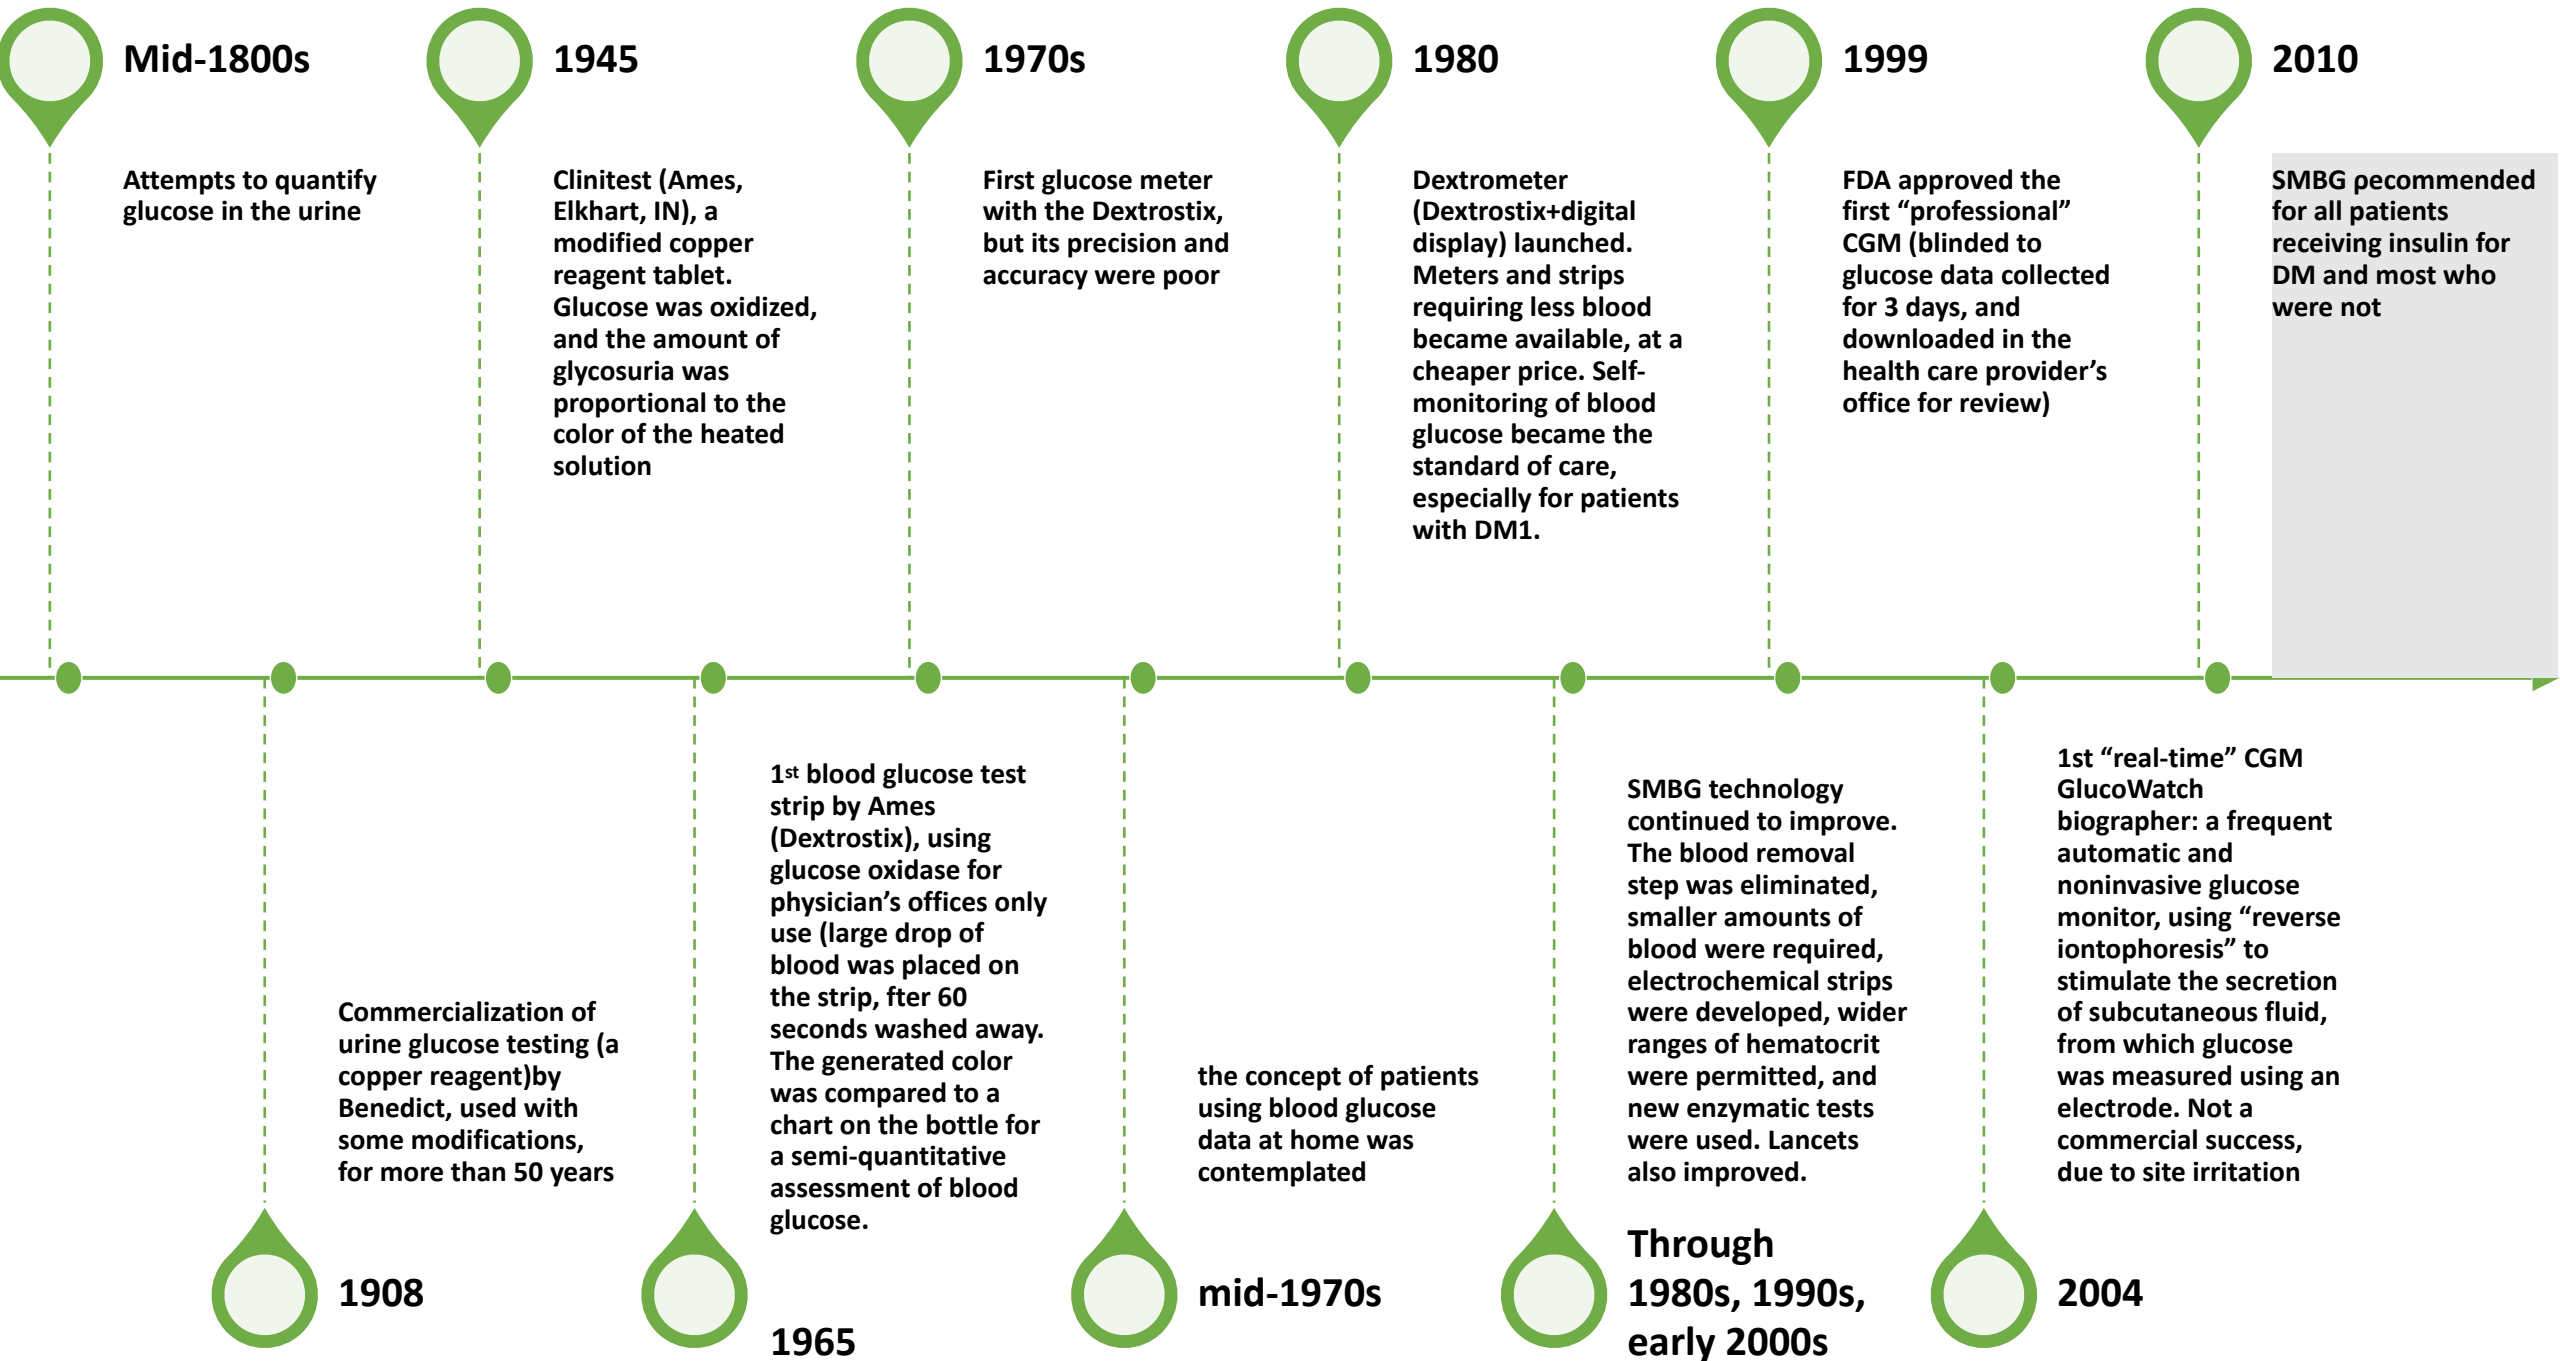 Mid-1800s
Attempts to quantify
glucose in the urine
1908
Commercialization of
urine glucose testing (a
copper reagent)by
Benedict, used with
some modifications,
for more than 50 years
1945
Clinitest (Ames,
Elkhart, IN), a
modified copper
reagent tablet.
Glucose was oxidized,
and the amount of
glycosuria was
proportional to the
color of the heated
solution
1965
1st blood glucose test
strip by Ames
(Dextrostix), using
glucose oxidase for
physician’s offices only
use (large drop of
blood was placed on
the strip, fter 60
seconds washed away.
The generated color
was compared to a
chart on the bottle for
a semi-quantitative
assessment of blood
glucose.
1970s
First glucose meter
with the Dextrostix,
but its precision and
accuracy were poor
mid-1970s
the concept of patients
using blood glucose
data at home was
contemplated
1980
Dextrometer
(Dextrostix+digital
display) launched.
Meters and strips
requiring less blood
became available, at a
cheaper price. Self-
monitoring of blood
glucose became the
standard of care,
especially for patients
with DM1.
Through
1980s, 1990s,
early 2000s
SMBG technology
continued to improve.
The blood removal
step was eliminated,
smaller amounts of
blood were required,
electrochemical strips
were developed, wider
ranges of hematocrit
were permitted, and
new enzymatic tests
were used. Lancets
also improved.
1999
FDA approved the
first “professional”
CGM (blinded to
glucose data collected
for 3 days, and
downloaded in the
health care provider’s
office for review)
2004
1st “real-time” CGM
GlucoWatch
biographer: a frequent
automatic and
noninvasive glucose
monitor, using “reverse
iontophoresis” to
stimulate the secretion
of subcutaneous fluid,
from which glucose
was measured using an
electrode. Not a
commercial success,
due to site irritation
2010
SMBG рecommended
for all patients
receiving insulin for
DM and most who
were not